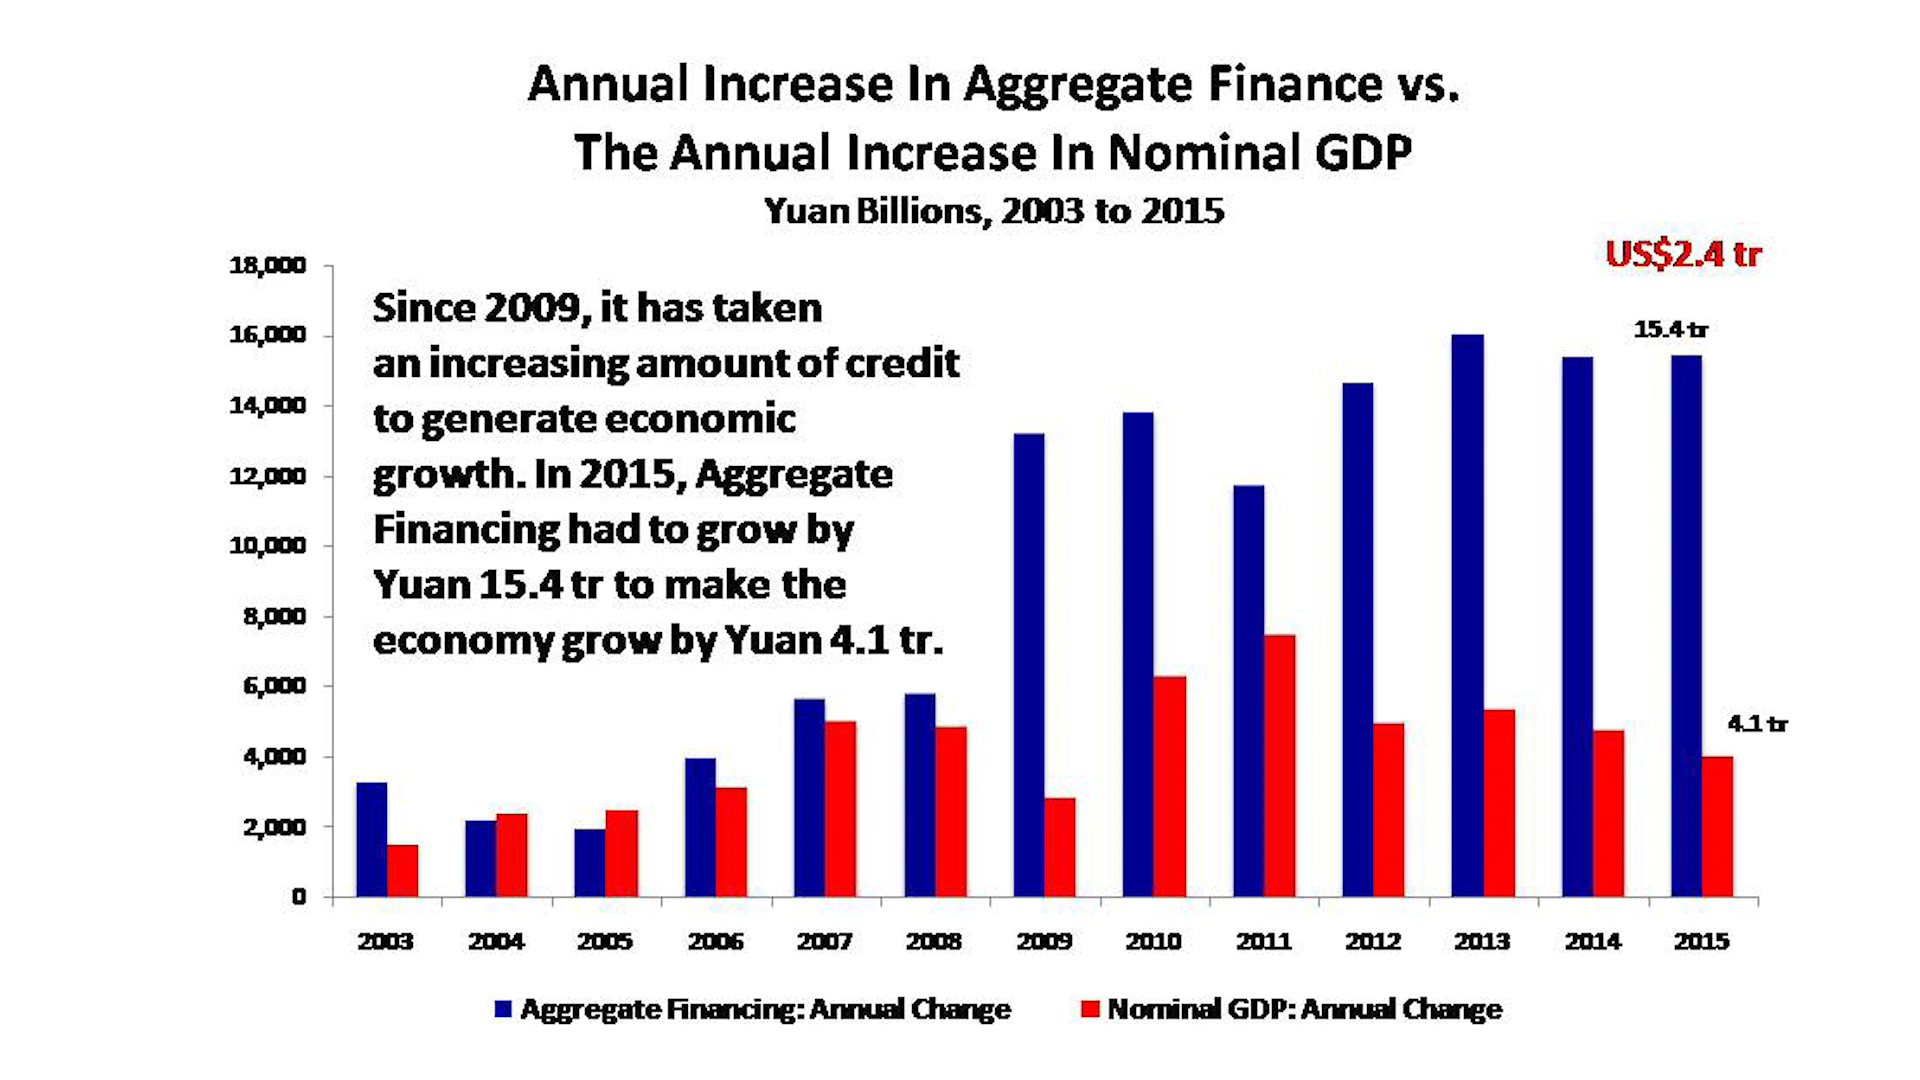 Annual Increase In Aggregate Finance vs.
The Annual Increase In Nominal GDP
Yuan Billions, 2003 to 2015
US$2.4 tr
18,000
16,000
14,000
12,000
10,000
8,000
6,000
4,000
2,000
0
Since 2009, it has taken
an increasing amount of credit
to generate economic
growth. In 2015, Aggregate
Financing had to grow by
Yuan 15.4 tr to make the
economy grow by Yuan 4.1 tr.
15.4 tr
4.1 tr
2003 2004 2005 2006 2007 2008 2009 2010 2011 2012 2013 2014 2015
Aggregate Financing: Annual Change Nominal GDP: Annual Change